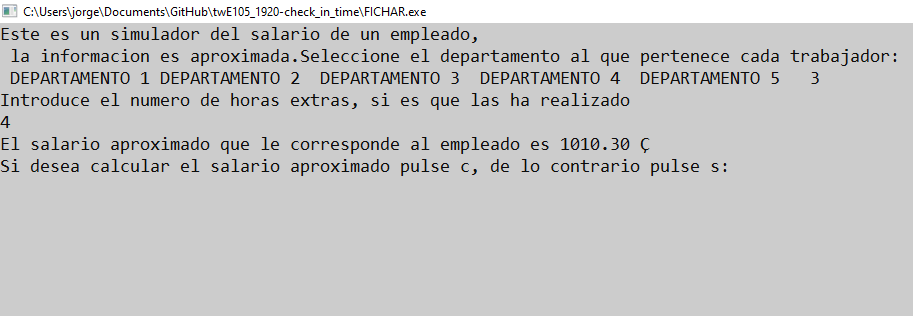 C:\Users\jorge\Documents\GitHub\twE105_1920-check_in_time\FICHAR.exe
Este es un simulador del salario de un empleado,
 la informacion es aproximada.Seleccione el departamento al que pertenece cada trabajador:
 DEPARTAMENTO 1 DEPARTAMENTO 2  DEPARTAMENTO 3  DEPARTAMENTO 4  DEPARTAMENTO 5   3
Introduce el numero de horas extras, si es que las ha realizado
4
El salario aproximado que le corresponde al empleado es 1010.30 Ç
Si desea calcular el salario aproximado pulse c, de lo contrario pulse s: